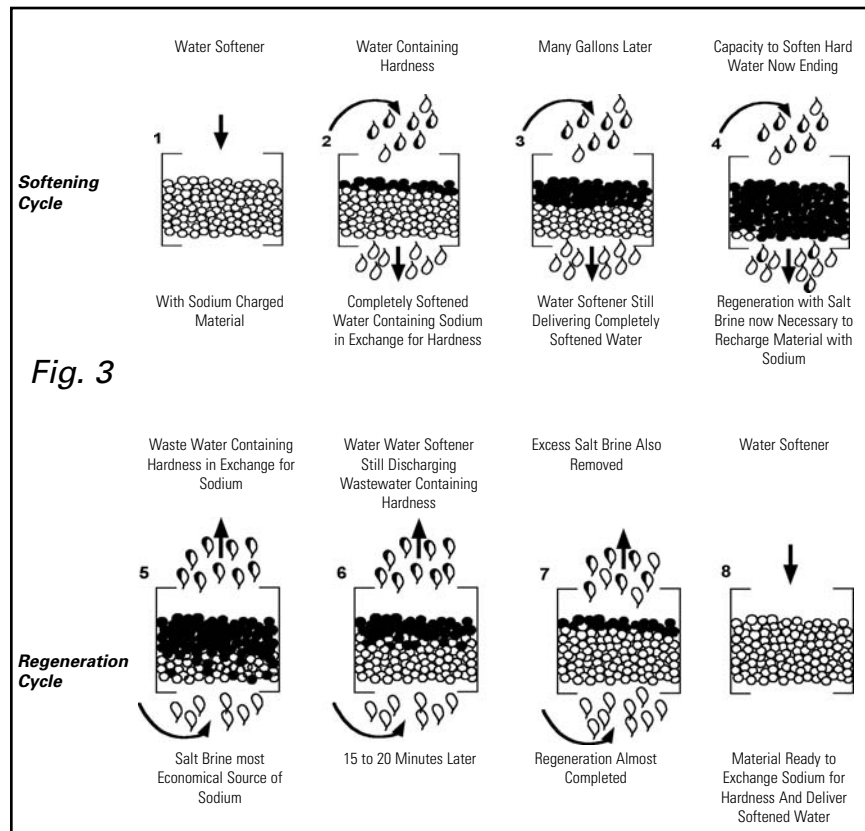 Water Softener
Water Containing
Hardness
Many Gallons Later
Capacity to Soften Hard
Water Now Ending
1
2
3
4
Softening
Cycle
With Sodium Charged
Material
Completely Softened
Water Containing Sodium
in Exchange for Hardness
Water Softener Still
Delivering Completely
Softened Water
Regeneration with Salt
Brine now Necessary to
Recharge Material with
Sodium
Fig. 3
Waste Water Containing
Hardness in Exchange for
Sodium
Water Water Softener
Still Discharging
Wastewater Containing
Hardness
Excess Salt Brine Also
Removed
Water Softener
5
6
7
8
Regeneration
Cycle
Salt Brine most
Economical Source of
Sodium
15 to 20 Minutes Later
Regeneration Almost
Completed
Material Ready to
Exchange Sodium for
Hardness And Deliver
Softened Water